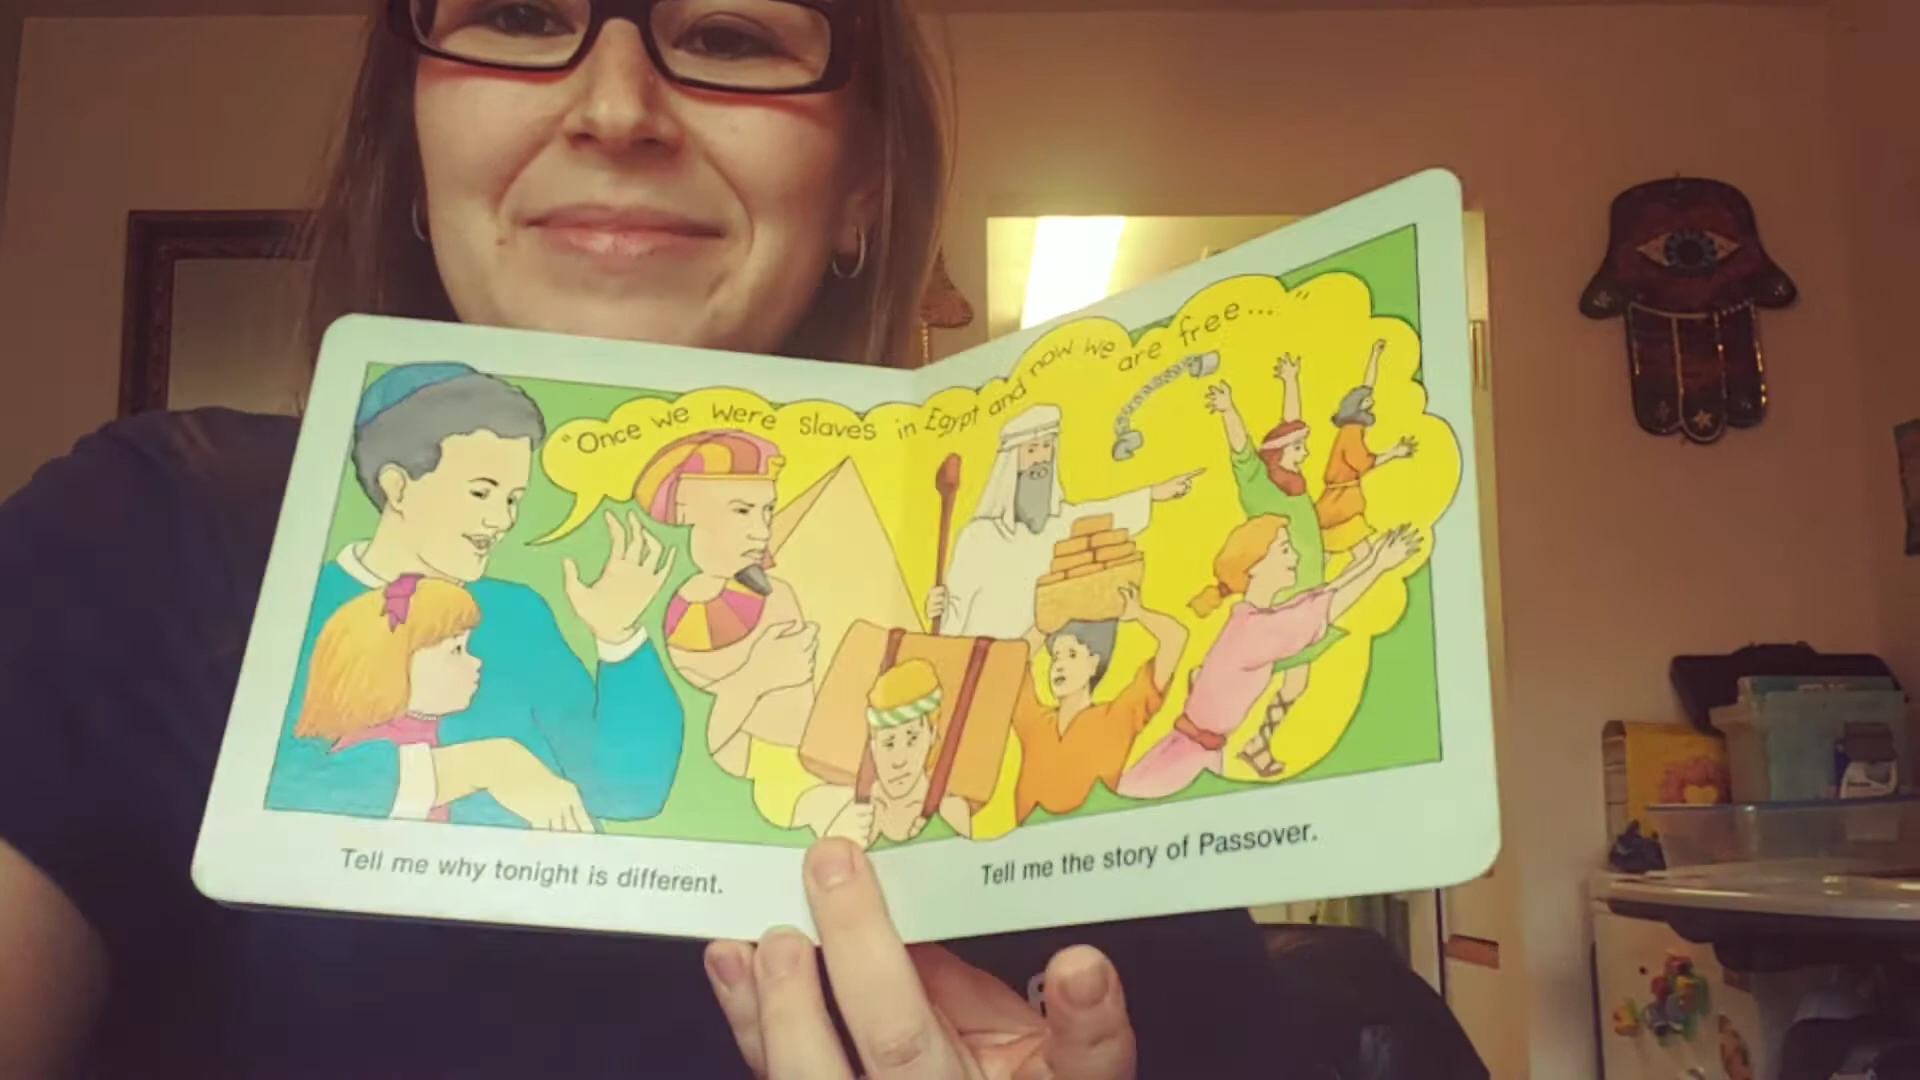 "Once we were slaves in Egypt and now we are free..."
Tell me why tonight is different.
Tell me the story of Passover.